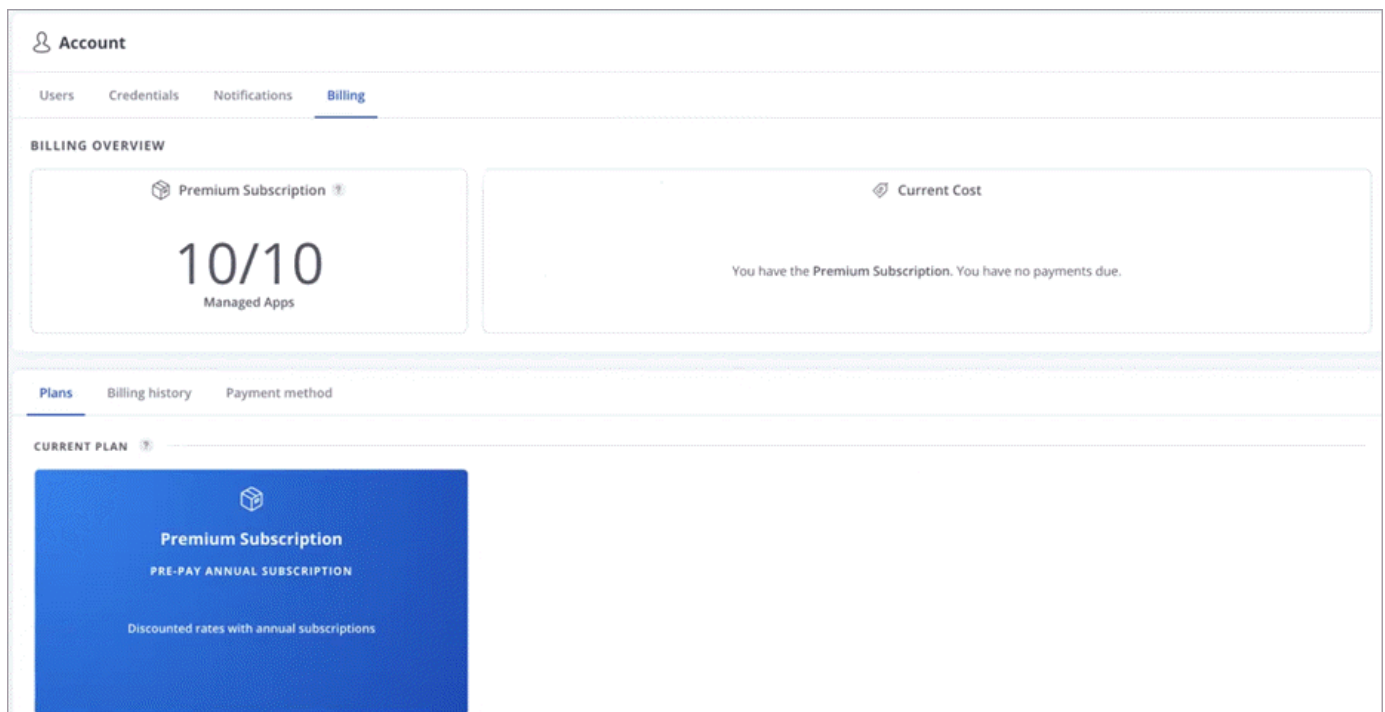 Account
Users Credentials Notifications Billing
BILLING OVERVIEW
Premium Subscription ?
10/10
Managed Apps
Current Cost
You have the Premium Subscription. You have no payments due.
Plans Billing history Payment method
CURRENT PLAN ?
Premium Subscription
PRE-PAY ANNUAL SUBSCRIPTION
Discounted rates with annual subscriptions